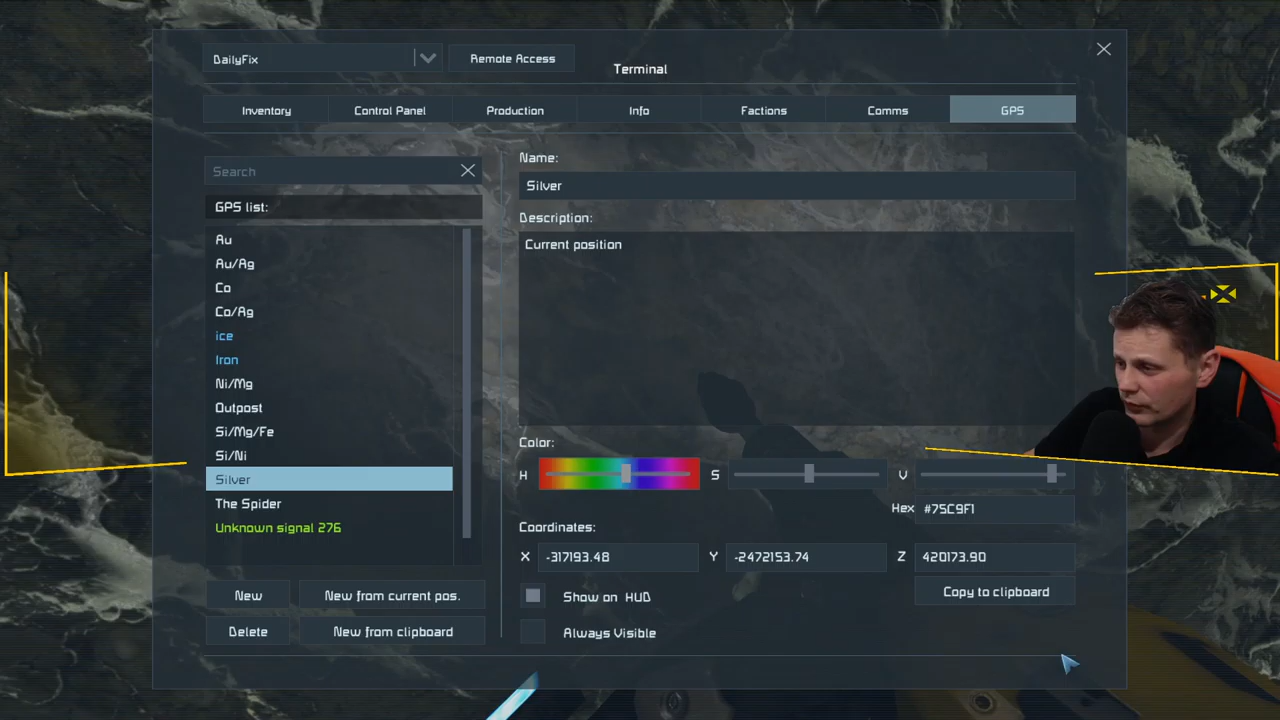 DailyFix
Remote Access
Terminal
Inventory
Control Panel
Production
Info
Factions
Comms
GPS
Search
GPS list:
Au
Au/Ag
Co
Co/Ag
ice
Iron
Ni/Mg
Outpost
Si/Mg/Fe
Si/Ni
Silver
The Spider
Unknown signal 276
New
New from current pos.
Delete
New from clipboard
Name:
Silver
Description:
Current position
Color:
H
S
V
Hex #75C9F1
Coordinates:
X -317193.48 Y -2472153.74 Z 420173.90
Show on HUD
Copy to clipboard
Always Visible